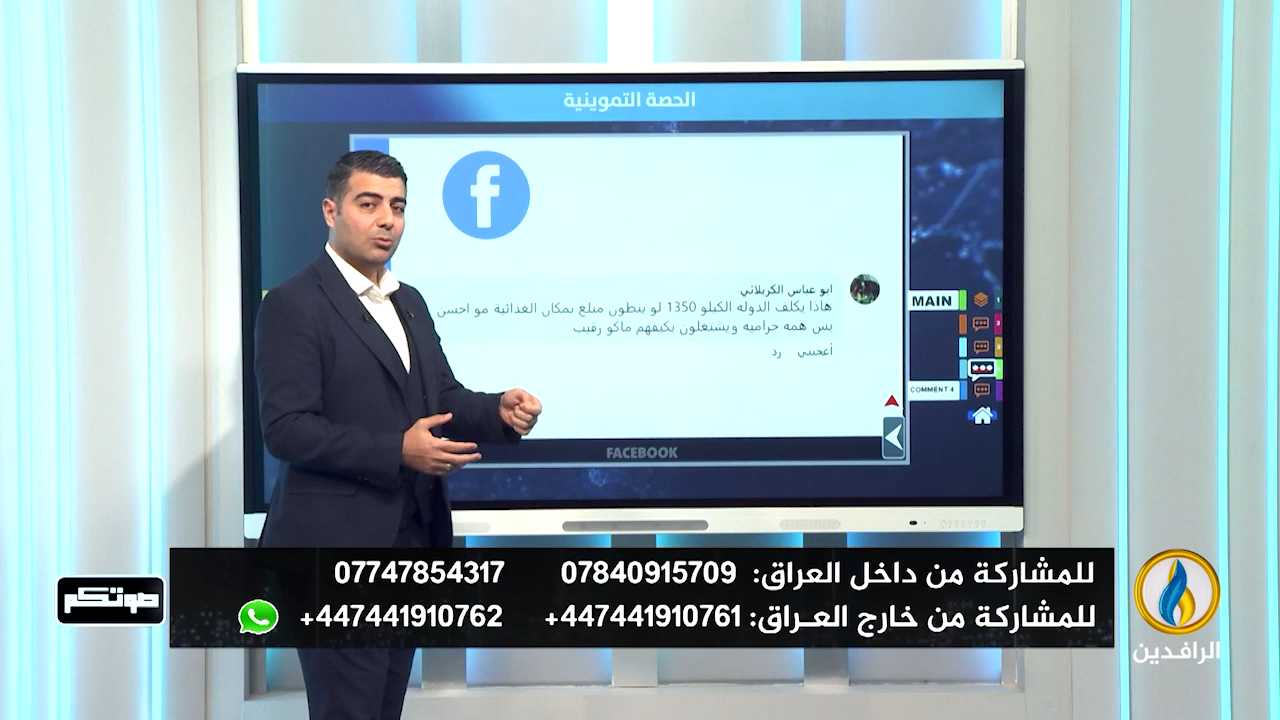 الحصة التموينية
ابو عباس الكربلائي
هاذا يكلف الدوله الكيلو 1350 لو ينطون مبلغ بمكان الغذائية مو احسن
بس همه حراميه ويشتغلون بكيفهم ماكو رقيب
أعجبني رد
MAIN
COMMENT 4
FACEBOOK
للمشاركة من داخل العراق: 07840915709 07747854317
للمشاركة من خارج العـراق: 447441910761+ 447441910762+
صوتكم
الرافدين